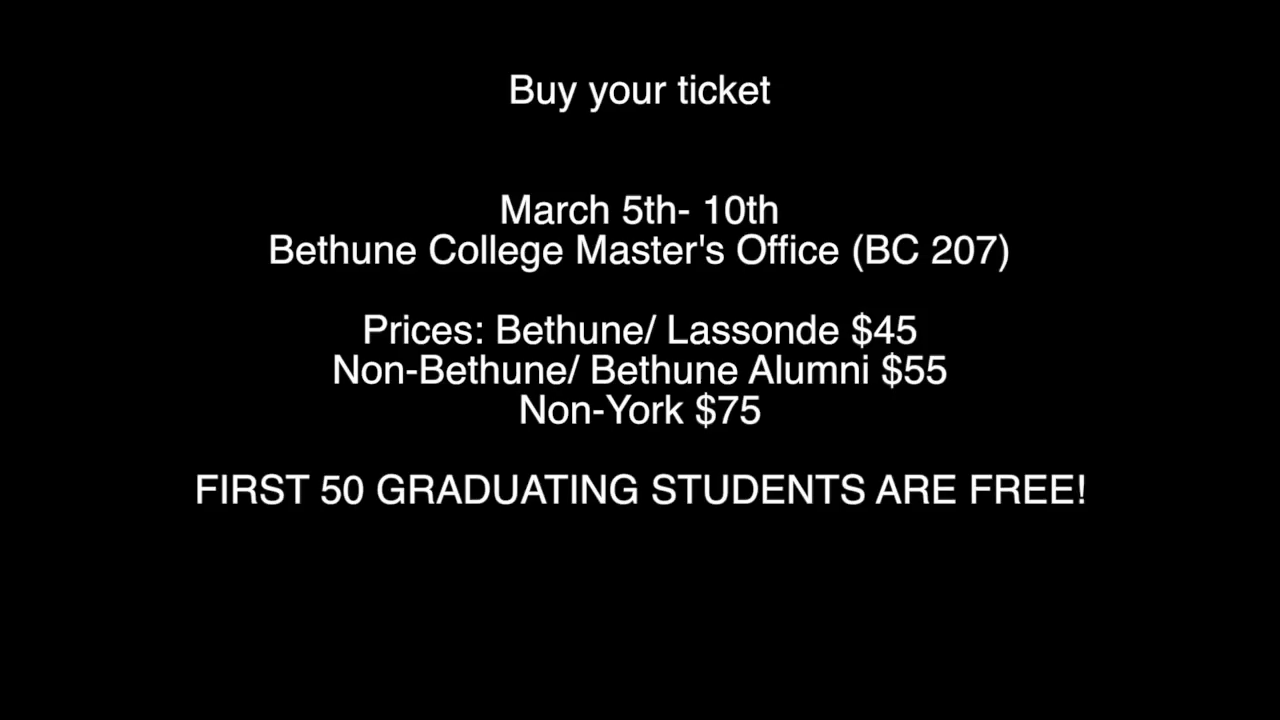 Buy your ticket
March 5th- 10th
Bethune College Master's Office (BC 207)
Prices: Bethune/ Lassonde $45
Non-Bethune/ Bethune Alumni $55
Non-York $75
FIRST 50 GRADUATING STUDENTS ARE FREE!